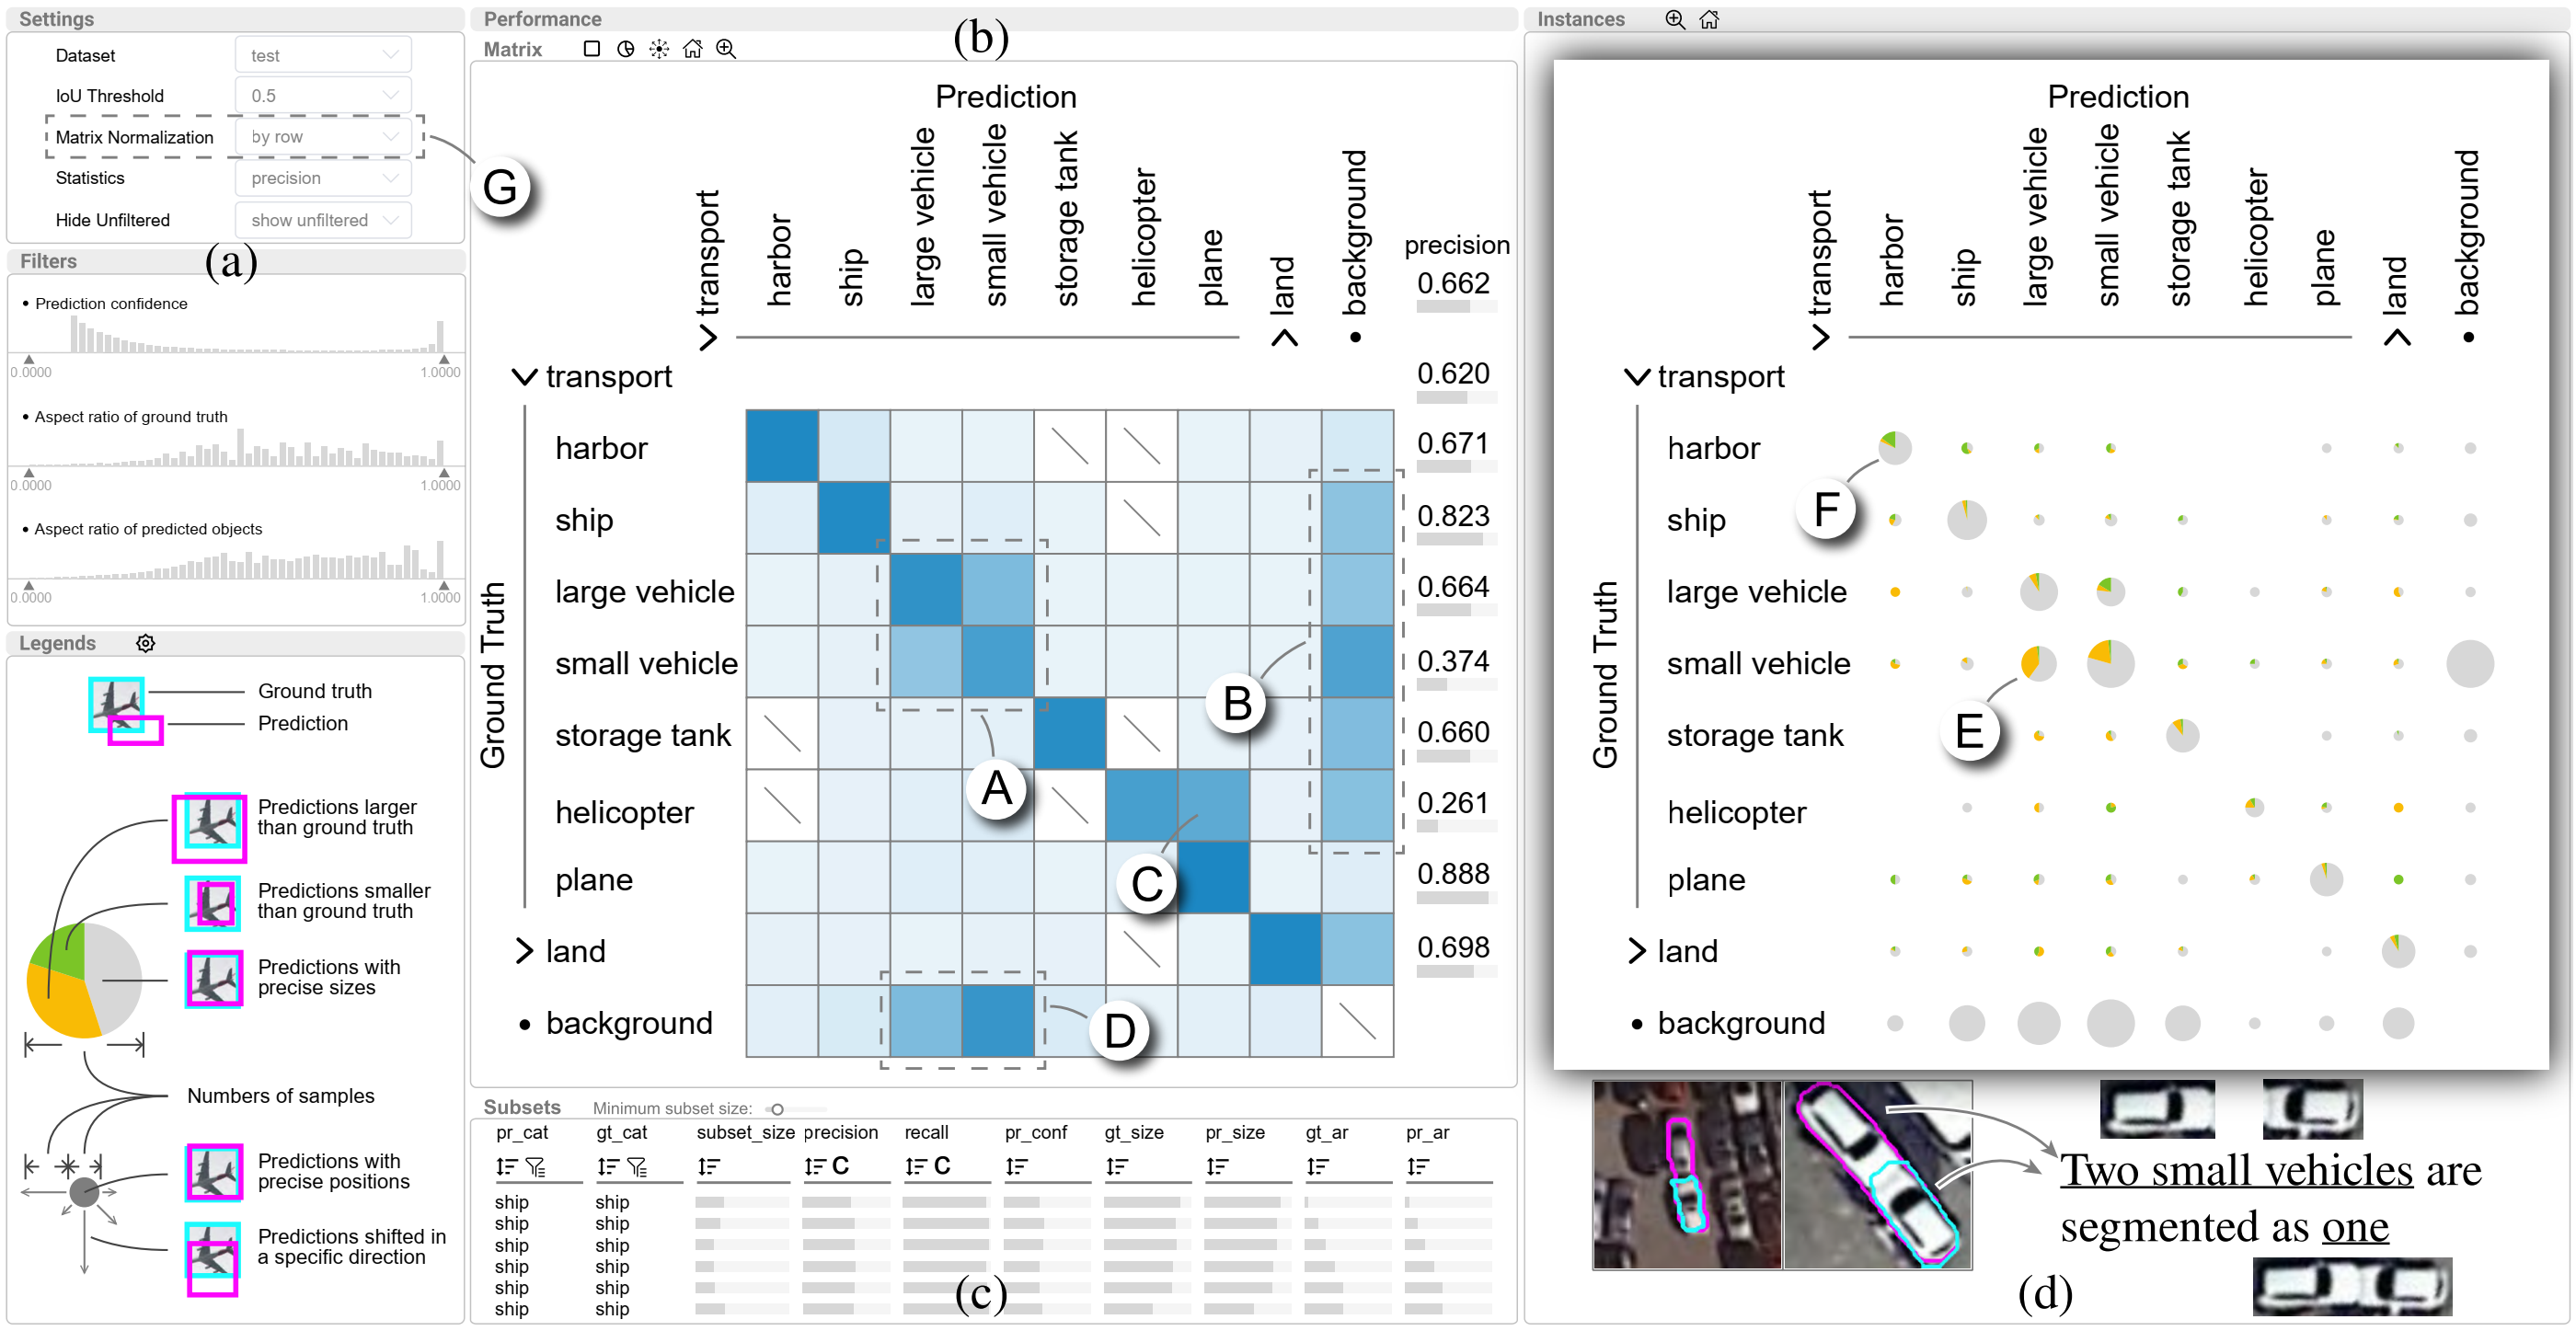 Settings
Dataset
test
IoU Threshold
0.5
Matrix Normalization
by row
Statistics
precision
Hide Unfiltered
show unfiltered
G
(a)
Filters
• Prediction confidence
0.0000
1.0000
• Aspect ratio of ground truth
0.0000
1.0000
• Aspect ratio of predicted objects
0.0000
1.0000
Legends
Ground truth
Prediction
Predictions larger
than ground truth
Predictions smaller
than ground truth
Predictions with
precise sizes
Numbers of samples
Predictions with
precise positions
Predictions shifted in
a specific direction
Performance
(b)
Matrix
Prediction
transport
harbor
ship
large vehicle
small vehicle
storage tank
helicopter
plane
land
• background
precision
0.662
Ground Truth
transport
0.620
harbor
0.671
ship
0.823
large vehicle
0.664
small vehicle
0.374
storage tank
0.660
helicopter
0.261
plane
0.888
land
0.698
• background
A
B
C
D
Subsets
Minimum subset size:
pr_cat gt_cat subset_size precision recall pr_conf gt_size pr_size gt_ar pr_ar
C C
ship ship
ship ship
ship ship
ship ship
ship ship
ship ship
(c)
Instances
Prediction
transport
harbor
ship
large vehicle
small vehicle
storage tank
helicopter
plane
land
• background
Ground Truth
transport
harbor
F
ship
large vehicle
small vehicle
E
storage tank
helicopter
plane
land
• background
Two small vehicles are
segmented as one
(d)